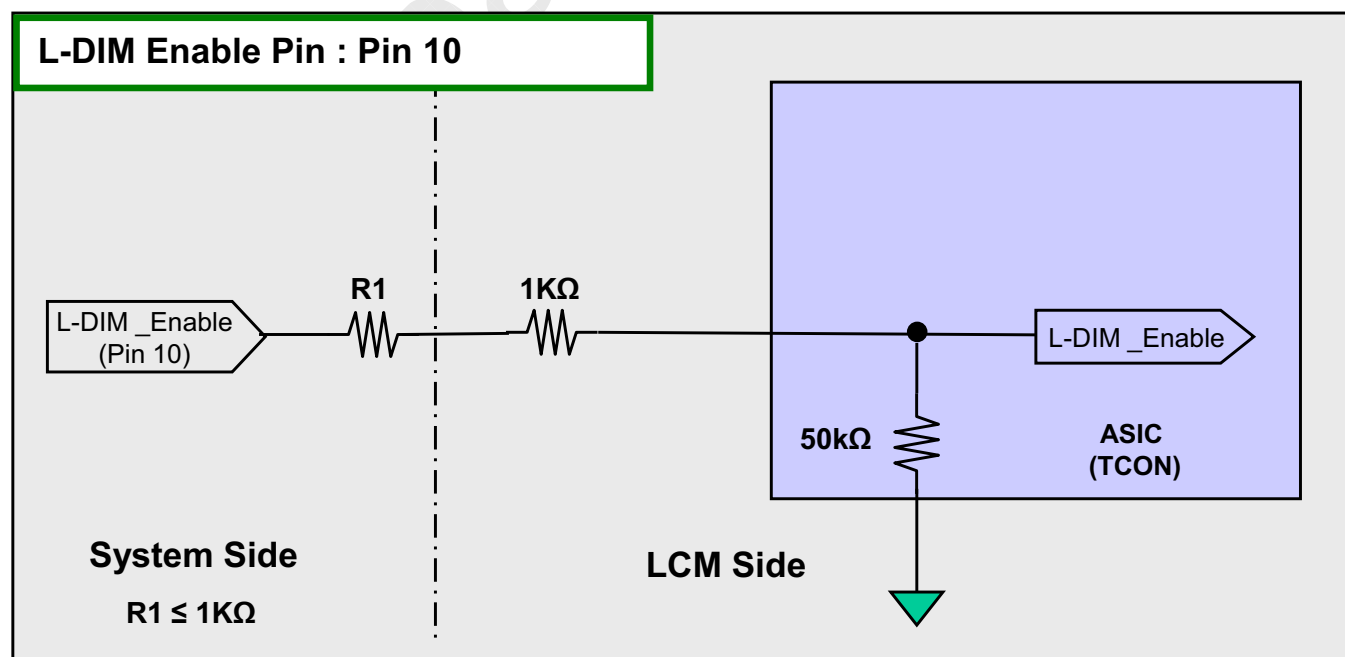 L-DIM Enable Pin : Pin 10
R1
1KΩ
L-DIM _Enable
(Pin 10)
L-DIM _Enable
50kΩ
ASIC
(TCON)
System Side
LCM Side
R1 ≤ 1KΩ